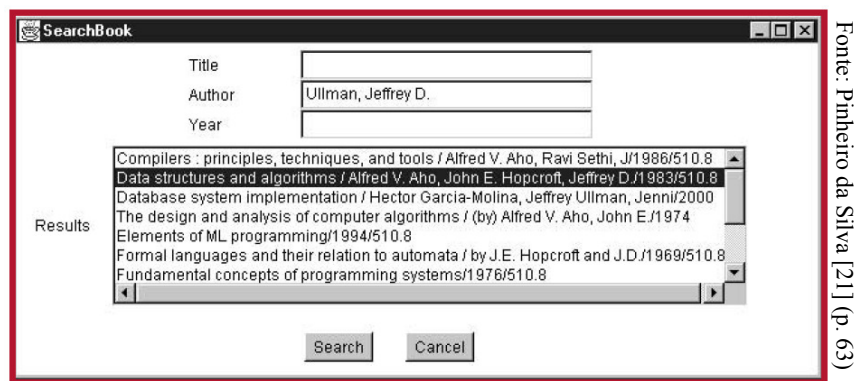 SearchBook
Title
Author Ullman, Jeffrey D.
Year
Results
Compilers : principles, techniques, and tools / Alfred V. Aho, Ravi Sethi, J/1986/510.8
Data structures and algorithms / Alfred V. Aho, John E. Hopcroft, Jeffrey D./1983/510.8
Database system implementation / Hector Garcia-Molina, Jeffrey Ullman, Jenni/2000
The design and analysis of computer algorithms / (by) Alfred V. Aho, John E./1974
Elements of ML programming/1994/510.8
Formal languages and their relation to automata / by J.E. Hopcroft and J.D./1969/510.8
Fundamental concepts of programming systems/1976/510.8
Search Cancel
Fonte: Pinheiro da Silva [21] (p. 63)